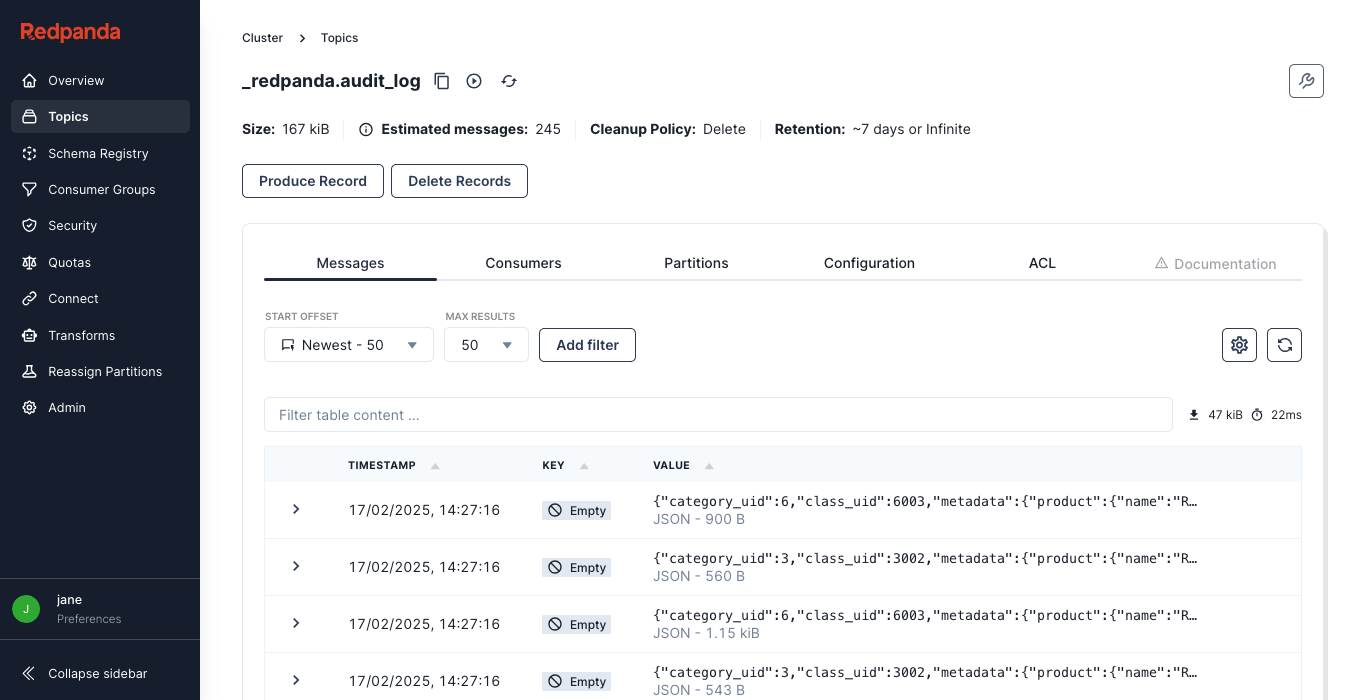 Redpanda
Overview
Topics
Schema Registry
Consumer Groups
Security
Quotas
Connect
Transforms
Reassign Partitions
Admin
J
jane
Preferences
Collapse sidebar
Cluster > Topics
_redpanda.audit_log
Size: 167 kiB Estimated messages: 245 Cleanup Policy: Delete Retention: ~7 days or Infinite
Produce Record Delete Records
Messages Consumers Partitions Configuration ACL Documentation
START OFFSET MAX RESULTS
Newest - 50 50 Add filter
Filter table content ... 47 kiB 22ms
TIMESTAMP KEY VALUE
17/02/2025, 14:27:16 Empty {"category_uid":6,"class_uid":6003,"metadata":{"product":{"name":"R…
JSON - 900 B
17/02/2025, 14:27:16 Empty {"category_uid":3,"class_uid":3002,"metadata":{"product":{"name":"R…
JSON - 560 B
17/02/2025, 14:27:16 Empty {"category_uid":6,"class_uid":6003,"metadata":{"product":{"name":"R…
JSON - 1.15 kiB
17/02/2025, 14:27:16 Empty {"category_uid":3,"class_uid":3002,"metadata":{"product":{"name":"R…
JSON - 543 B